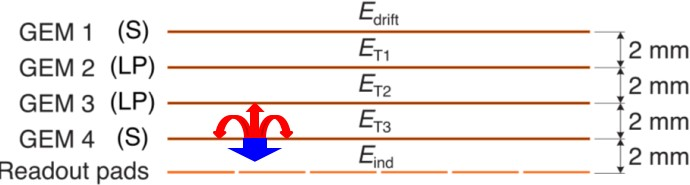 E_drift
GEM 1 (S)
E_T1
2 mm
GEM 2 (LP)
E_T2
2 mm
GEM 3 (LP)
E_T3
2 mm
GEM 4 (S)
E_ind
2 mm
Readout pads